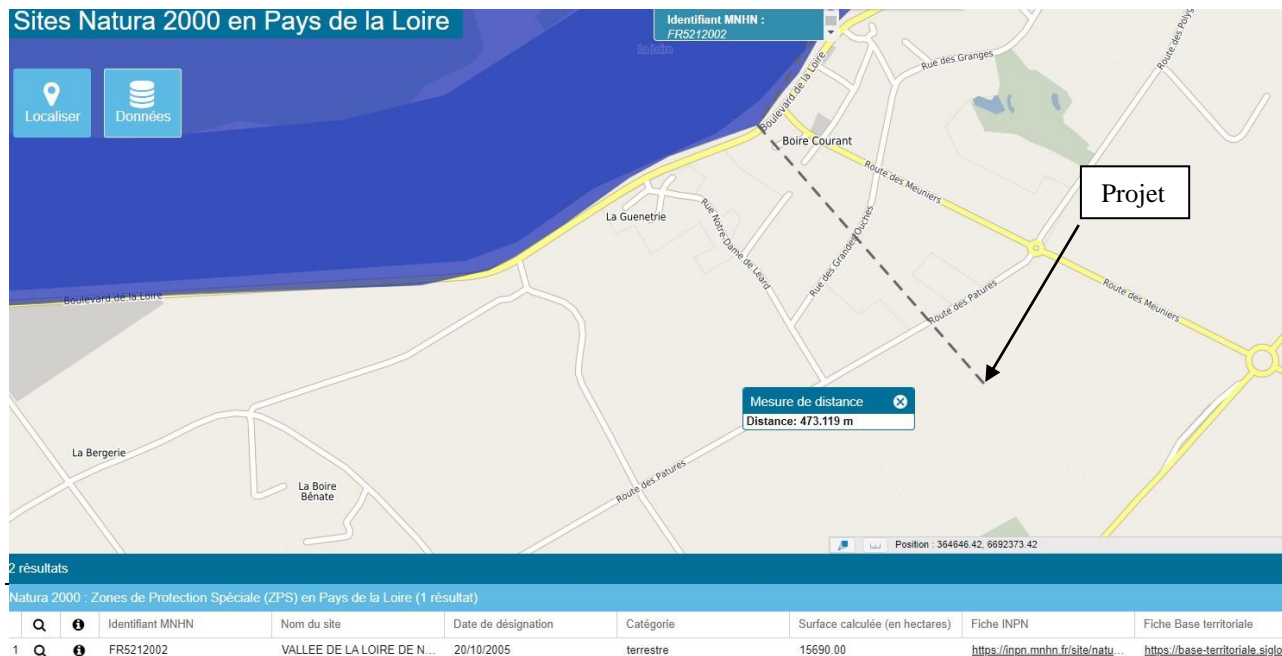 Sites Natura 2000 en Pays de la Loire
Identifiant MNHN :
FR5212002
La Loire
Localiser
Données
Boulevard de la Loire
Rue des Granges
Route des Polys
Boire Courant
Route des Meuniers
Projet
La Guenetrie
Rue Notre-Dame de Leard
Rue des Grandes Ouches
Boulevard de la Loire
Route des Patures
Route des Meuniers
Mesure de distance
Distance: 473.119 m
La Bergerie
La Boire
Bénate
Route des Patures
Position : 364646.42, 6692373.42
2 résultats
Natura 2000 : Zones de Protection Spéciale (ZPS) en Pays de la Loire (1 résultat)
Identifiant MNHN Nom du site Date de désignation Catégorie Surface calculée (en hectares) Fiche INPN Fiche Base territoriale
1 FR5212002 VALLEE DE LA LOIRE DE N... 20/10/2005 terrestre 15690.00 https://inpn.mnhn.fr/site/natu... https://base-territoriale.siglo